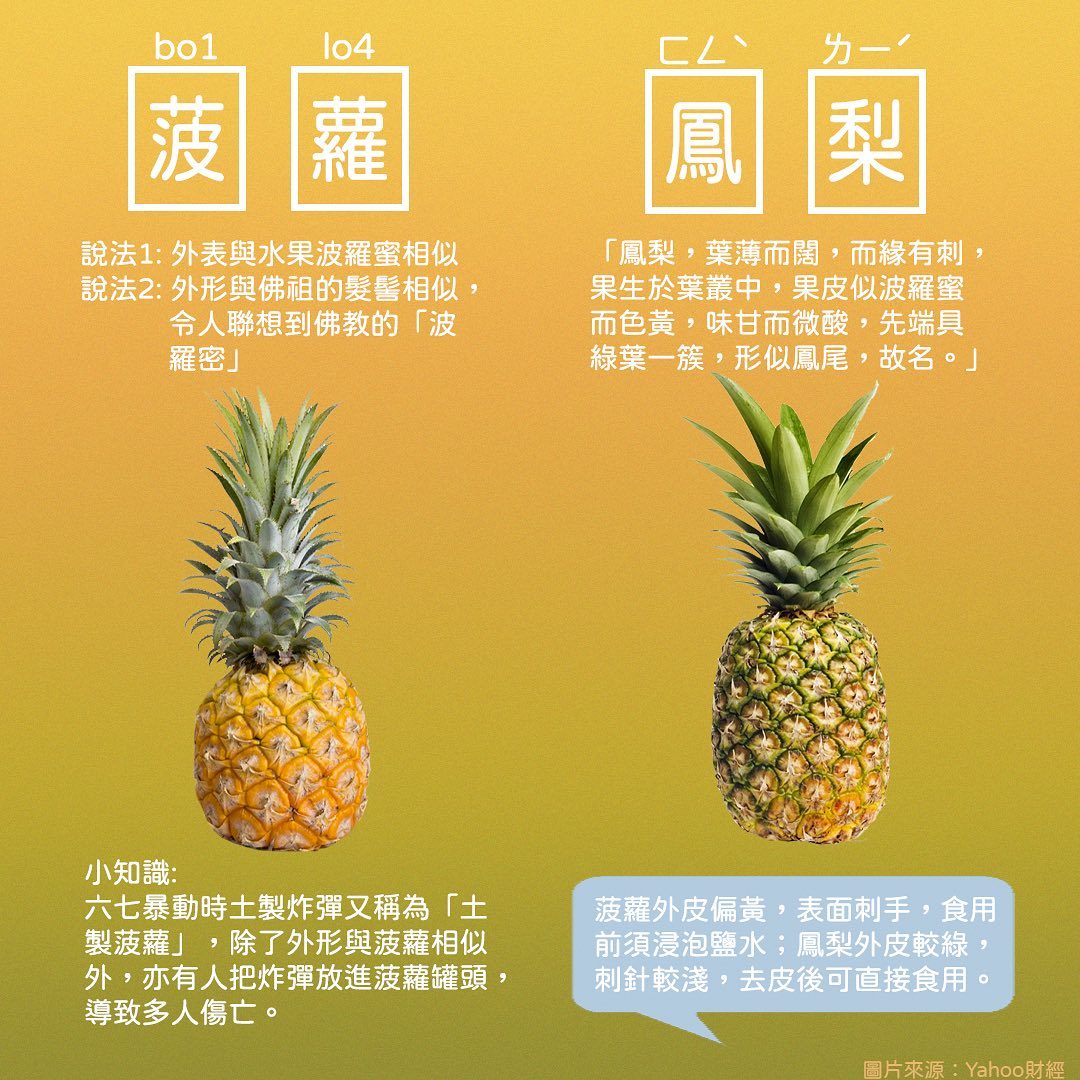 bo1 lo4
菠 蘿
說法1: 外表與水果波羅蜜相似
說法2: 外形與佛祖的髮髻相似，
令人聯想到佛教的「波
羅密」
ㄈㄥˋ ㄌㄧˊ
鳳 梨
「鳳梨，葉薄而闊，而緣有刺，
果生於葉叢中，果皮似波羅蜜
而色黃，味甘而微酸，先端具
綠葉一簇，形似鳳尾，故名。」
小知識:
六七暴動時土製炸彈又稱為「土
製菠蘿」，除了外形與菠蘿相似
外，亦有人把炸彈放進菠蘿罐頭，
導致多人傷亡。
菠蘿外皮偏黃，表面刺手，食用
前須浸泡鹽水；鳳梨外皮較綠，
刺針較淺，去皮後可直接食用。
圖片來源：Yahoo財經